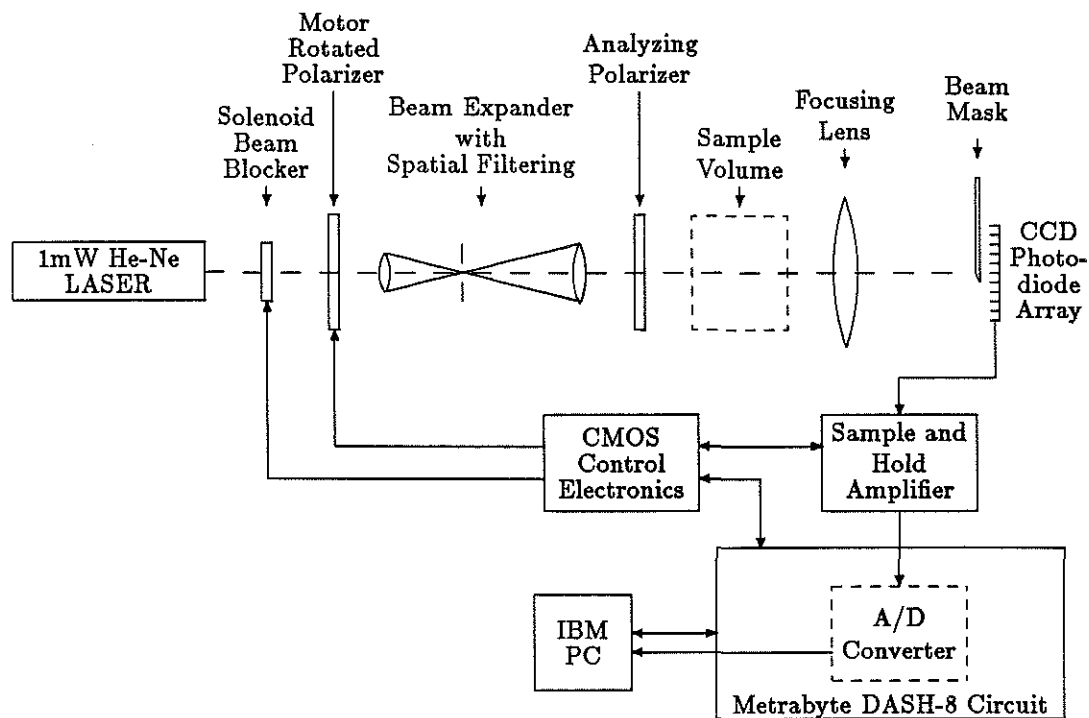 Motor
Rotated
Polarizer
Analyzing
Polarizer
Solenoid
Beam
Blocker
Beam Expander
with
Spatial Filtering
Sample
Volume
Focusing
Lens
Beam
Mask
1mW He-Ne
LASER
CCD
Photo-
diode
Array
CMOS
Control
Electronics
Sample and
Hold
Amplifier
IBM
PC
A/D
Converter
Metrabyte DASH-8 Circuit